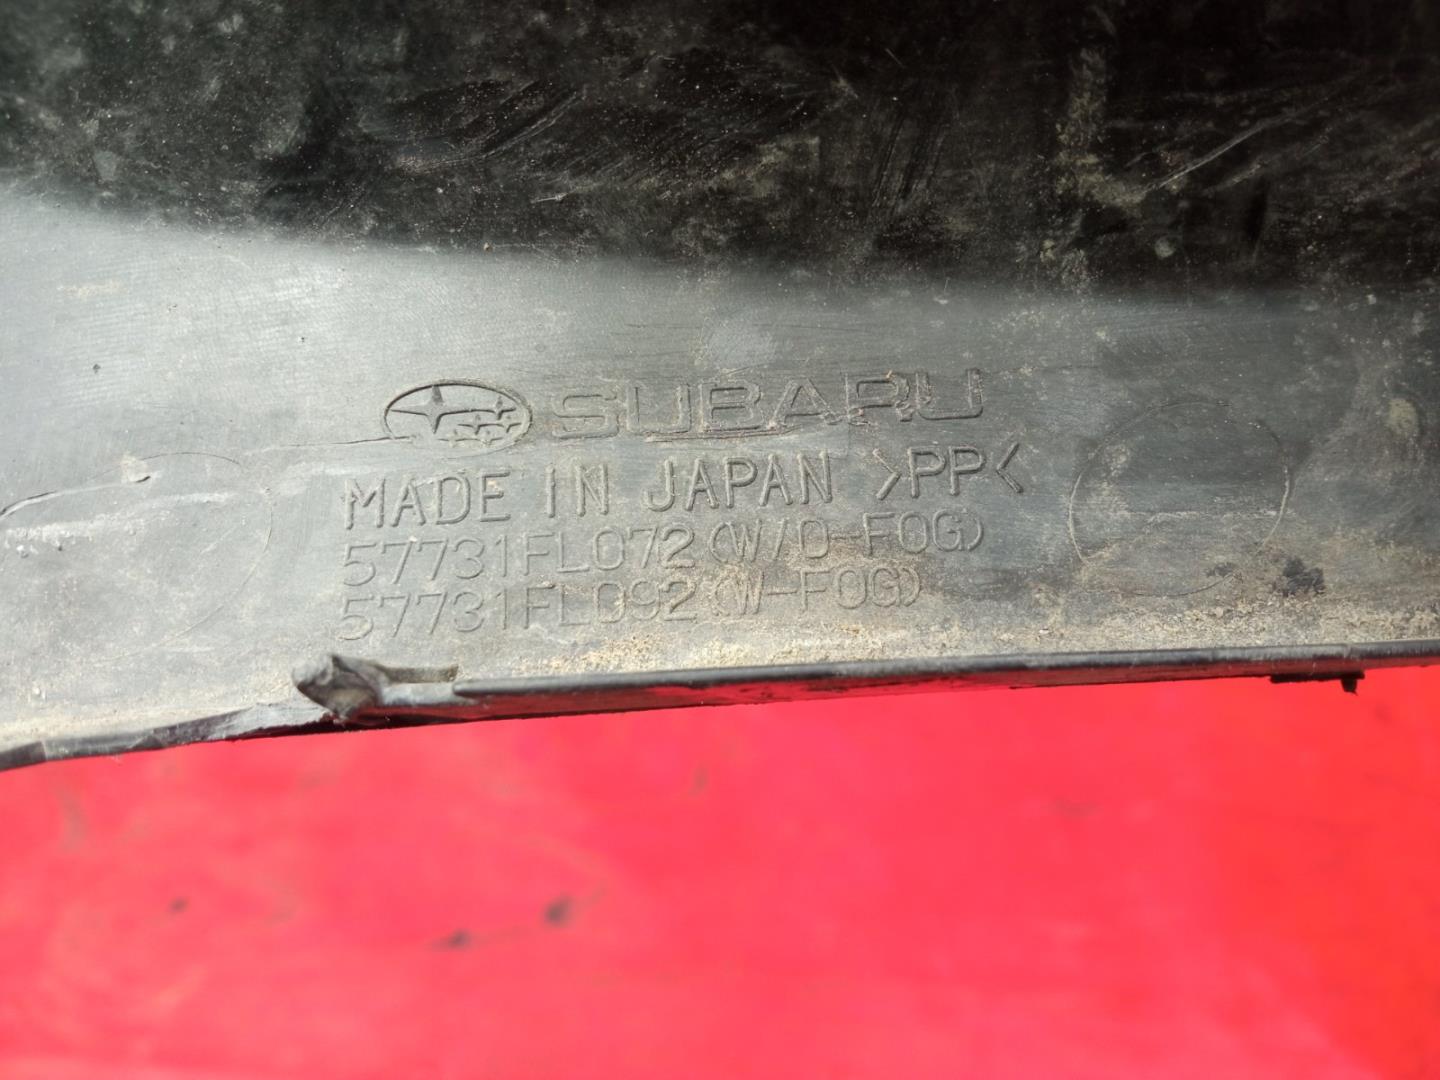 SUBARU
MADE IN JAPAN >PP<
57731FL072(W/O-FOG)
57731FL092(W-FOG)